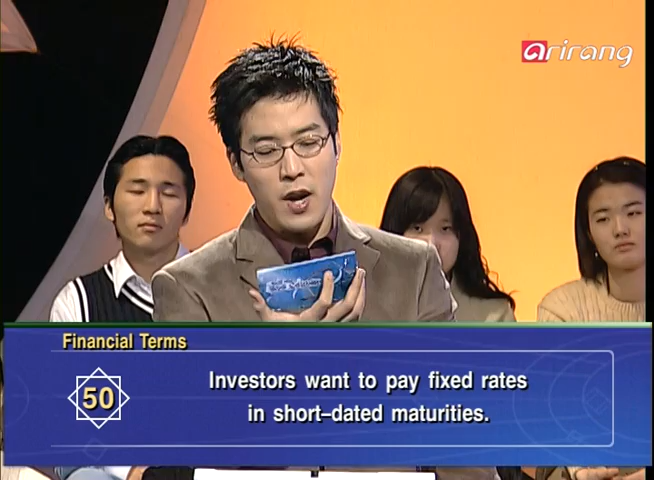 arirang
Financial Terms
50
Investors want to pay fixed rates
in short-dated maturities.